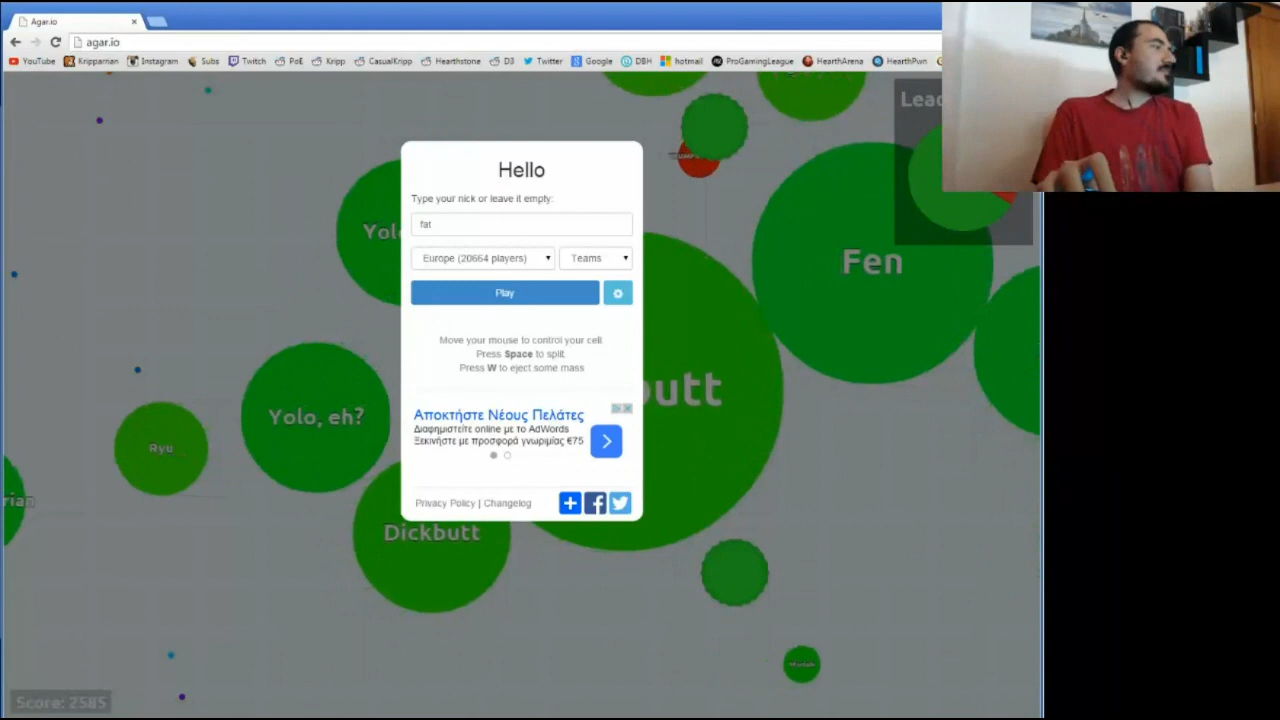 Agar.io
agar.io
YouTube Kripparrian Instagram Subs Twitch PoE Kripp CasualKripp Hearthstone D3 Twitter Google DBH hotmail ProGamingLeague HearthArena HearthPwn
Lea
Hello
Type your nick or leave it empty:
fat
Europe (20664 players) Teams
Play
Move your mouse to control your cell.
Press Space to split.
Press W to eject some mass
Αποκτήστε Νέους Πελάτες
Διαφημιστείτε online με το AdWords
Ξεκινήστε με προσφορά γνωριμίας €75
Privacy Policy | Changelog
Yolo
Fen
butt
Yolo, eh?
Ryu
rian
Dickbutt
Score: 2585